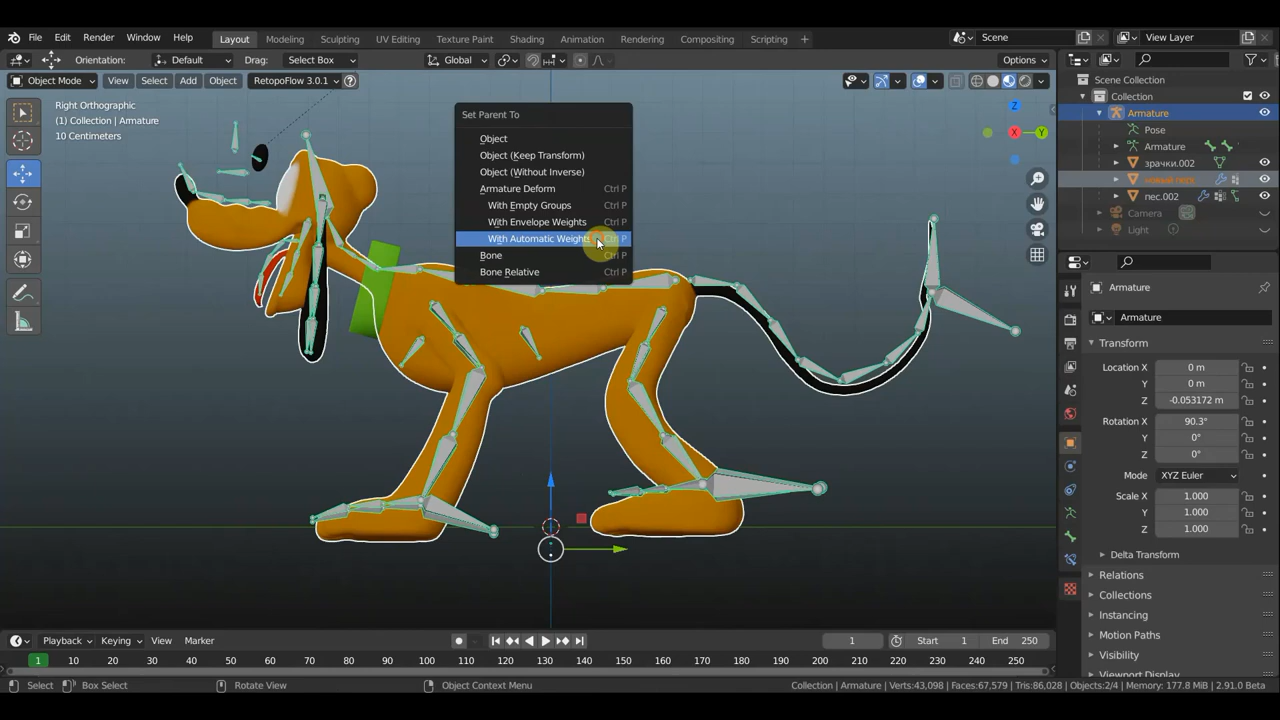 File Edit Render Window Help Layout Modeling Sculpting UV Editing Texture Paint Shading Animation Rendering Compositing Scripting + Scene View Layer
Orientation: Default Drag: Select Box Global Options
Object Mode View Select Add Object RetopoFlow 3.0.1
Right Orthographic
(1) Collection | Armature
10 Centimeters
Z
X
Y
Set Parent To
Object
Object (Keep Transform)
Object (Without Inverse)
Armature Deform Ctrl P
With Empty Groups Ctrl P
With Envelope Weights Ctrl P
With Automatic Weights Ctrl P
Bone Ctrl P
Bone Relative Ctrl P
Scene Collection
Collection
Armature
Pose
Armature
зрачки.002
пес.002
Camera
Light
Armature
Armature
Transform
Location X 0 m
Y 0 m
Z -0.053172 m
Rotation X 90.3°
Y 0°
Z 0°
Mode XYZ Euler
Scale X 1.000
Y 1.000
Z 1.000
Delta Transform
Relations
Collections
Instancing
Motion Paths
Visibility
Playback Keying View Marker 1 Start 1 End 250
1 10 20 30 40 50 60 70 80 90 100 110 120 130 140 150 160 170 180 190 200 210 220 230 240 250
Select Box Select Rotate View Object Context Menu Collection | Armature | Verts:43,098 | Faces:67,579 | Tris:86,028 | Objects:2/4 | Memory: 177.8 MiB | 2.91.0 Beta